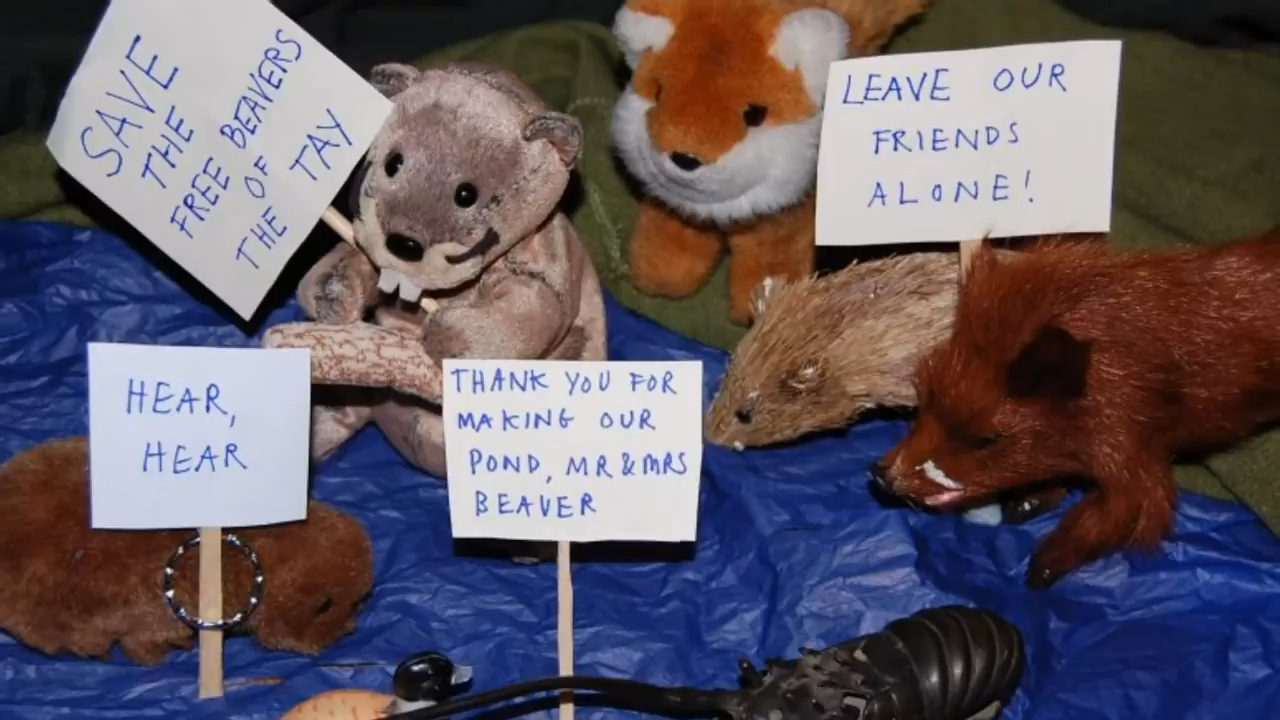 SAVE
THE
FREE BEAVERS
OF
THE TAY
LEAVE OUR
FRIENDS
ALONE!
HEAR,
HEAR
THANK YOU FOR
MAKING OUR
POND, MR & MRS
BEAVER